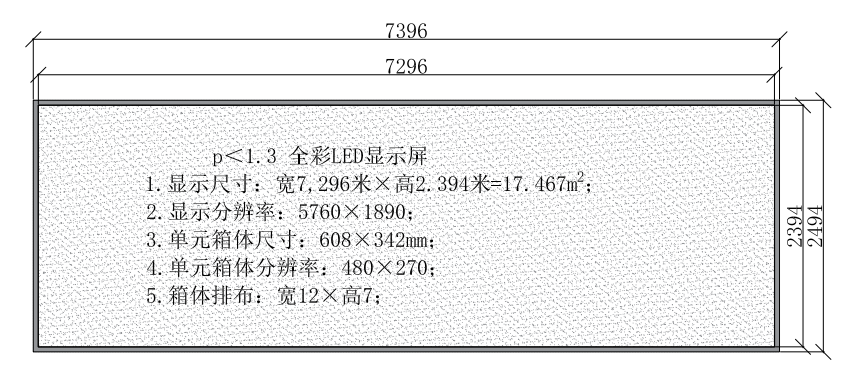 7396
7296
p＜1.3 全彩LED显示屏
1.显示尺寸：宽7,296米×高2.394米=17.467m²；
2.显示分辨率：5760×1890；
3.单元箱体尺寸：608×342mm；
4.单元箱体分辨率：480×270；
5.箱体排布：宽12×高7；
2394
2494